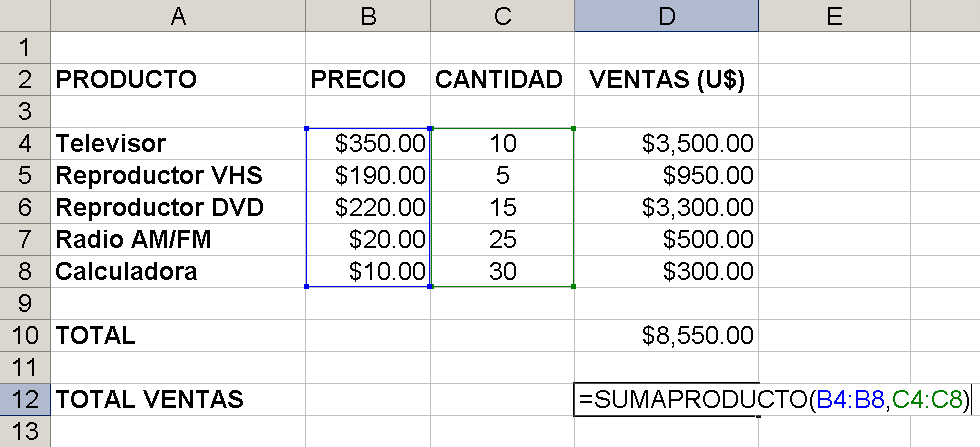 A B C D E
1
2 PRODUCTO PRECIO CANTIDAD VENTAS (U$)
3
4 Televisor $350.00 10 $3,500.00
5 Reproductor VHS $190.00 5 $950.00
6 Reproductor DVD $220.00 15 $3,300.00
7 Radio AM/FM $20.00 25 $500.00
8 Calculadora $10.00 30 $300.00
9
10 TOTAL $8,550.00
11
12 TOTAL VENTAS =SUMAPRODUCTO(B4:B8,C4:C8)
13